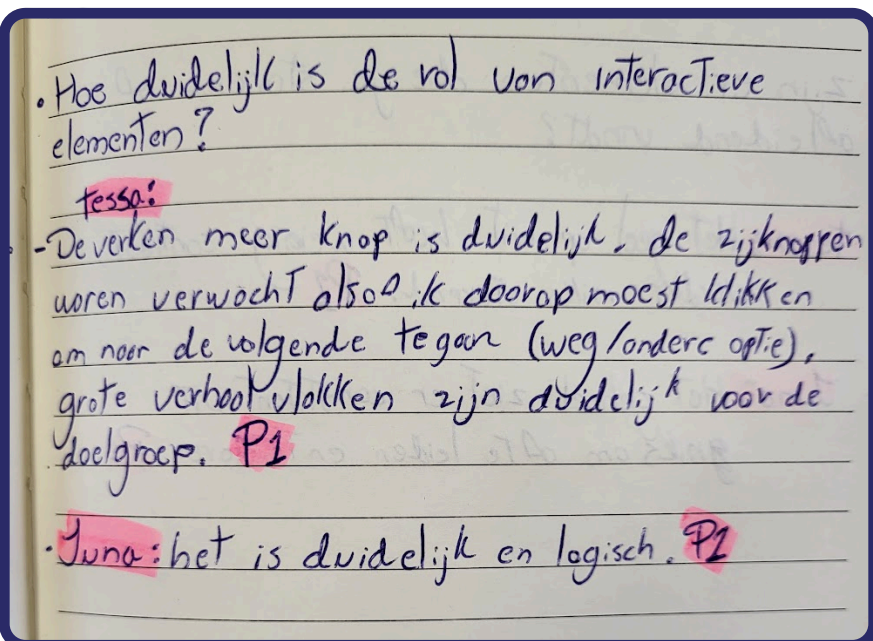 • Hoe duidelijk is de rol van interactieve
elementen?
tessa:
- De verken meer knop is duidelijk. de zijknoppen
waren verwacht alsof ik daarop moest klikken
om naar de volgende te gaan (weg/andere optie),
grote verhaal vlakken zijn duidelijk voor de
doelgroep. P1
• Juna: het is duidelijk en logisch. P2